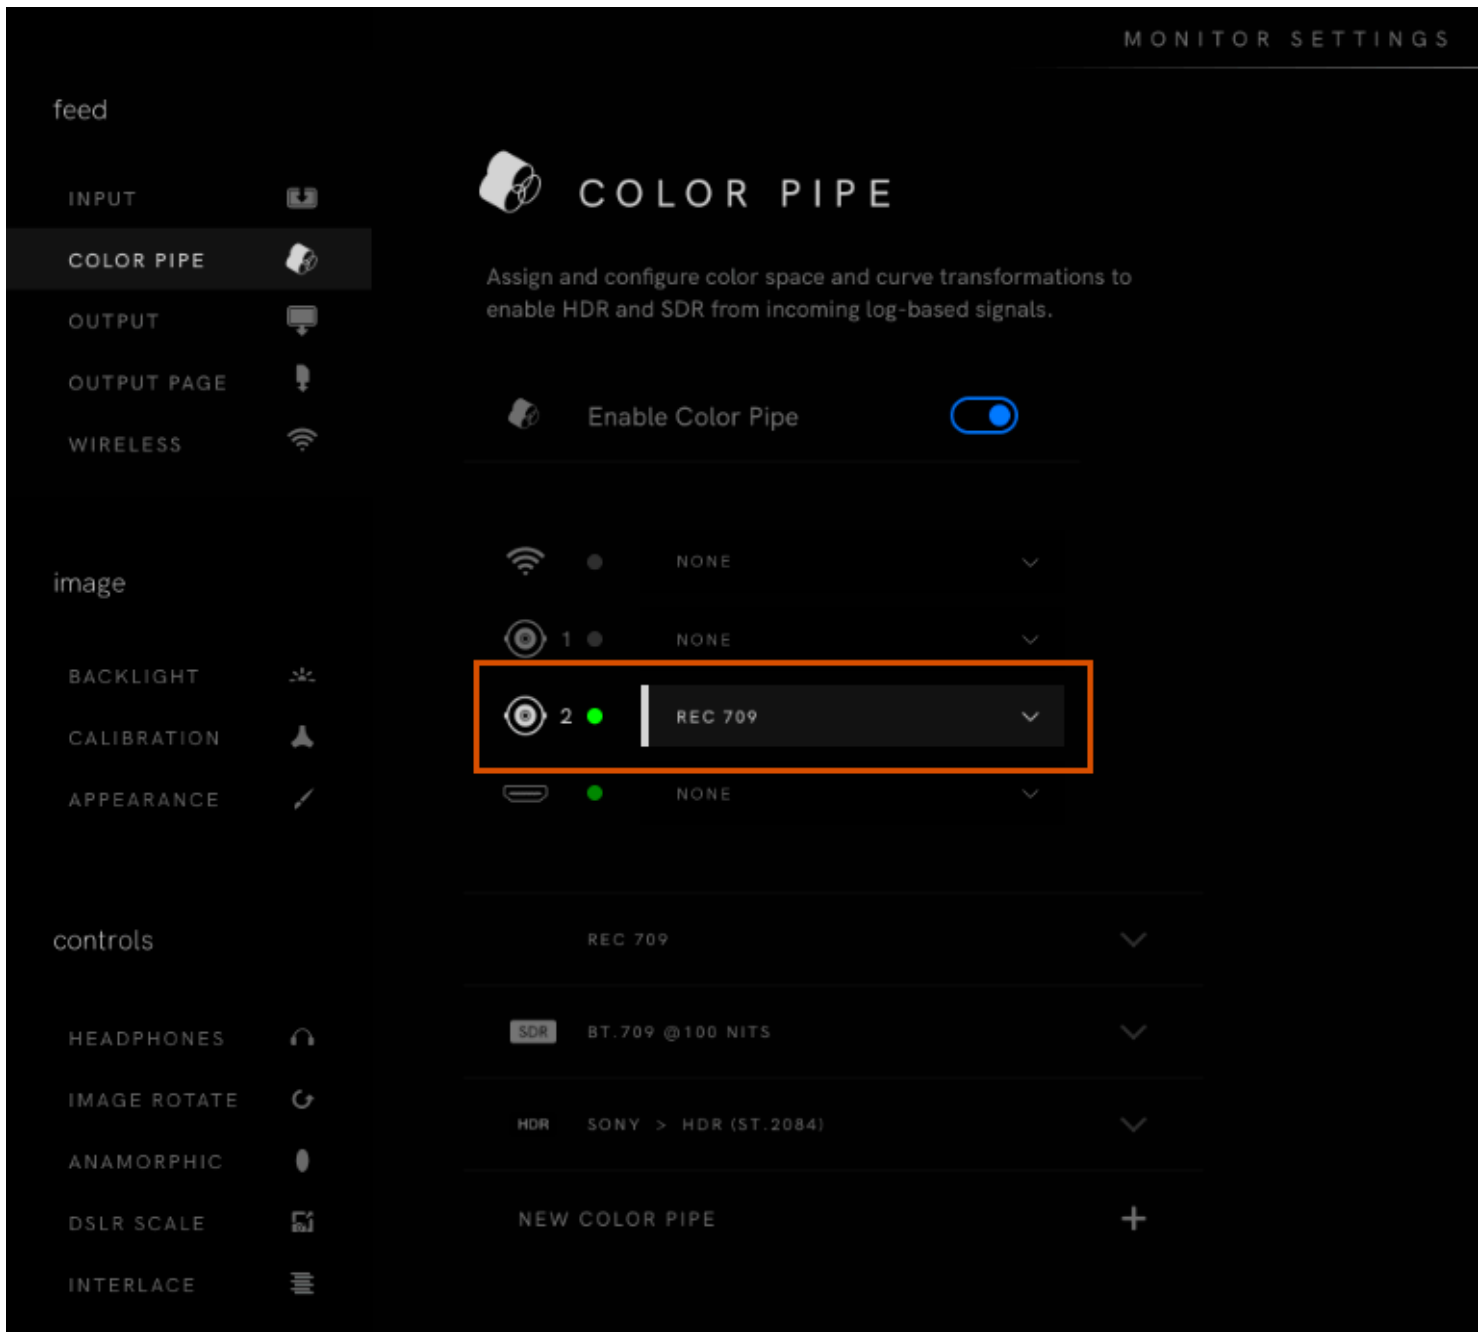 MONITOR SETTINGS
feed
INPUT
COLOR PIPE
OUTPUT
OUTPUT PAGE
WIRELESS
image
BACKLIGHT
CALIBRATION
APPEARANCE
controls
HEADPHONES
IMAGE ROTATE
ANAMORPHIC
DSLR SCALE
INTERLACE
COLOR PIPE
Assign and configure color space and curve transformations to
enable HDR and SDR from incoming log-based signals.
Enable Color Pipe
NONE
1 NONE
2 REC 709
NONE
REC 709
SDR BT.709 @100 NITS
HDR SONY > HDR (ST.2084)
NEW COLOR PIPE +